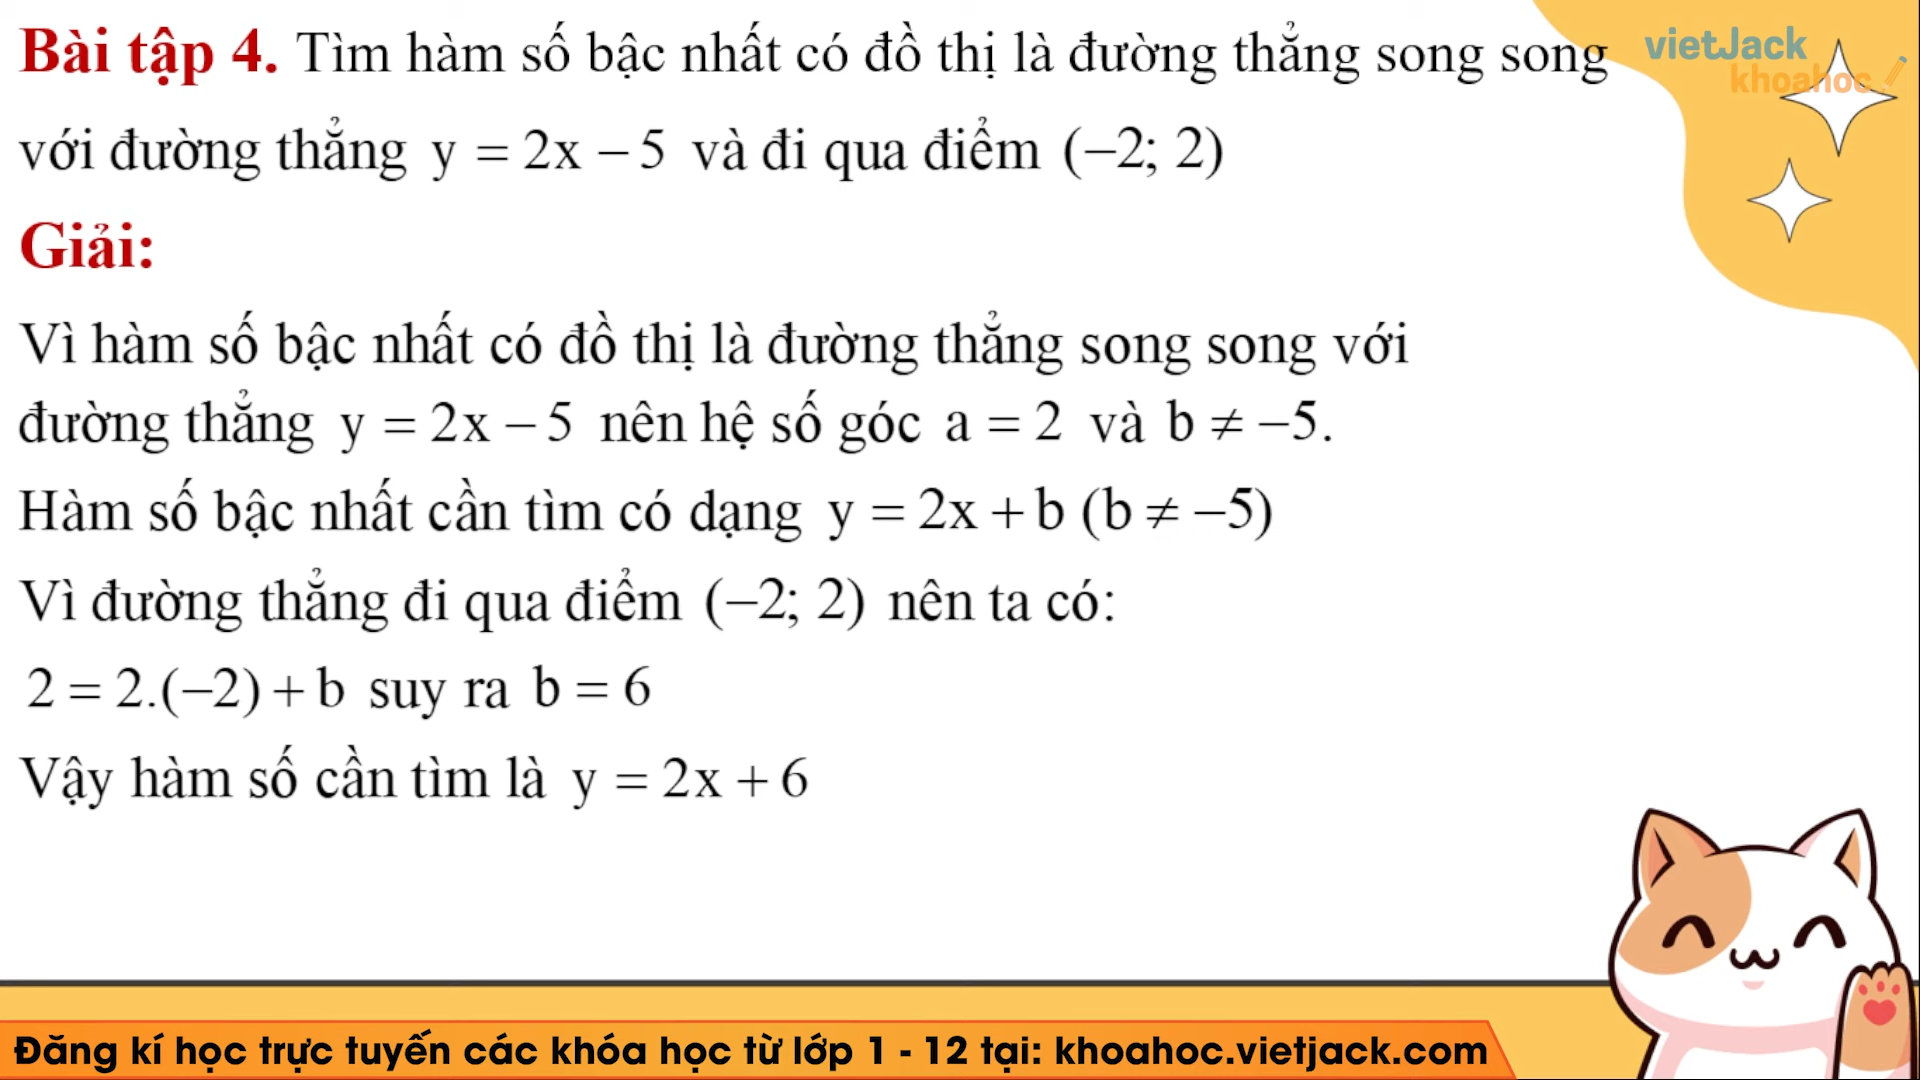 Bài tập 4. Tìm hàm số bậc nhất có đồ thị là đường thẳng song song
vietJack
khoahoc
với đường thẳng y = 2x − 5 và đi qua điểm (−2; 2)
Giải:
Vì hàm số bậc nhất có đồ thị là đường thẳng song song với
đường thẳng y = 2x − 5 nên hệ số góc a = 2 và b ≠ −5.
Hàm số bậc nhất cần tìm có dạng y = 2x + b (b ≠ −5)
Vì đường thẳng đi qua điểm (−2; 2) nên ta có:
2 = 2.(−2) + b suy ra b = 6
Vậy hàm số cần tìm là y = 2x + 6
Đăng kí học trực tuyến các khóa học từ lớp 1 - 12 tại: khoahoc.vietjack.com